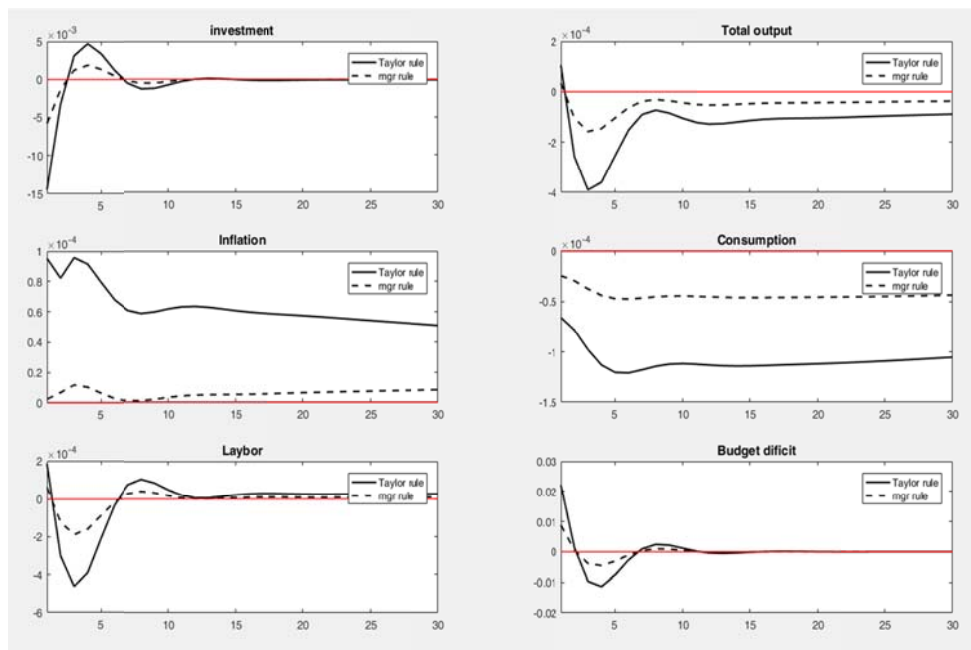 investment
×10⁻³
5
0
-5
-10
-15
5 10 15 20 25 30
Taylor rule
mgr rule
Total output
×10⁻⁴
2
0
-2
-4
5 10 15 20 25 30
Taylor rule
mgr rule
Inflation
×10⁻⁴
1
0.8
0.6
0.4
0.2
0
5 10 15 20 25 30
Taylor rule
mgr rule
Consumption
×10⁻⁴
0
-0.5
-1
-1.5
5 10 15 20 25 30
Taylor rule
mgr rule
Laybor
×10⁻⁴
2
0
-2
-4
-6
5 10 15 20 25 30
Taylor rule
mgr rule
Budget dificit
0.03
0.02
0.01
0
-0.01
-0.02
5 10 15 20 25 30
Taylor rule
mgr rule